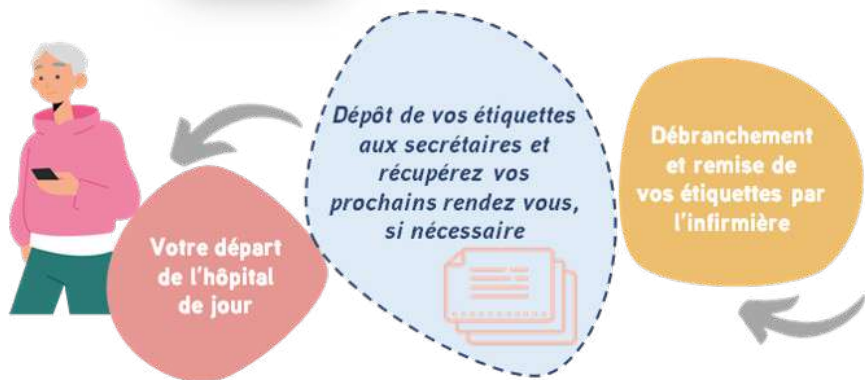 Dépôt de vos étiquettes
aux secrétaires et
récupérez vos
prochains rendez vous,
si nécessaire
Débranchement
et remise de
vos étiquettes par
l'infirmière
Votre départ
de l'hôpital
de jour